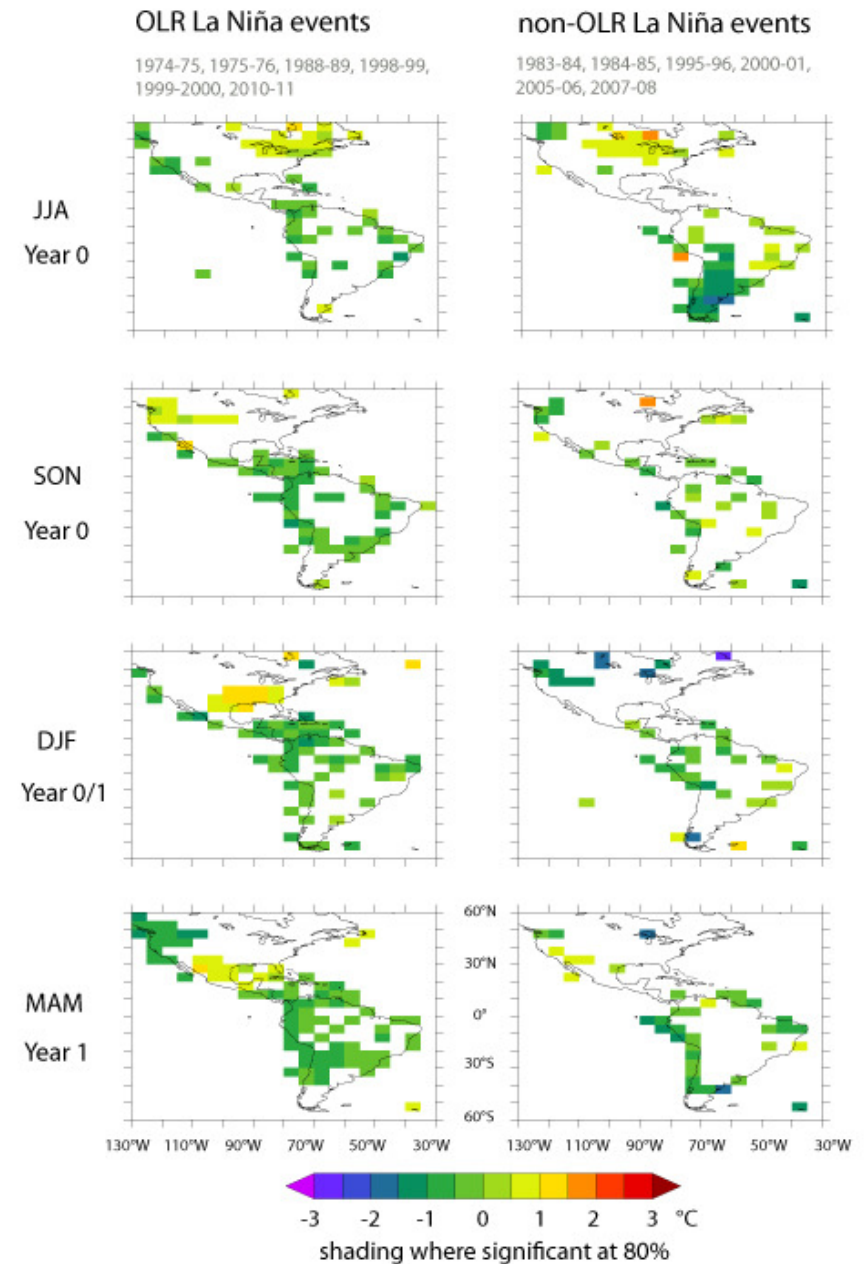 OLR La Niña events
1974-75, 1975-76, 1988-89, 1998-99,
1999-2000, 2010-11
non-OLR La Niña events
1983-84, 1984-85, 1995-96, 2000-01,
2005-06, 2007-08
JJA
Year 0
SON
Year 0
DJF
Year 0/1
MAM
Year 1
60°N
30°N
0°
30°S
60°S
130°W 110°W 90°W 70°W 50°W 30°W
130°W 110°W 90°W 70°W 50°W 30°W
-3 -2 -1 0 1 2 3 °C
shading where significant at 80%